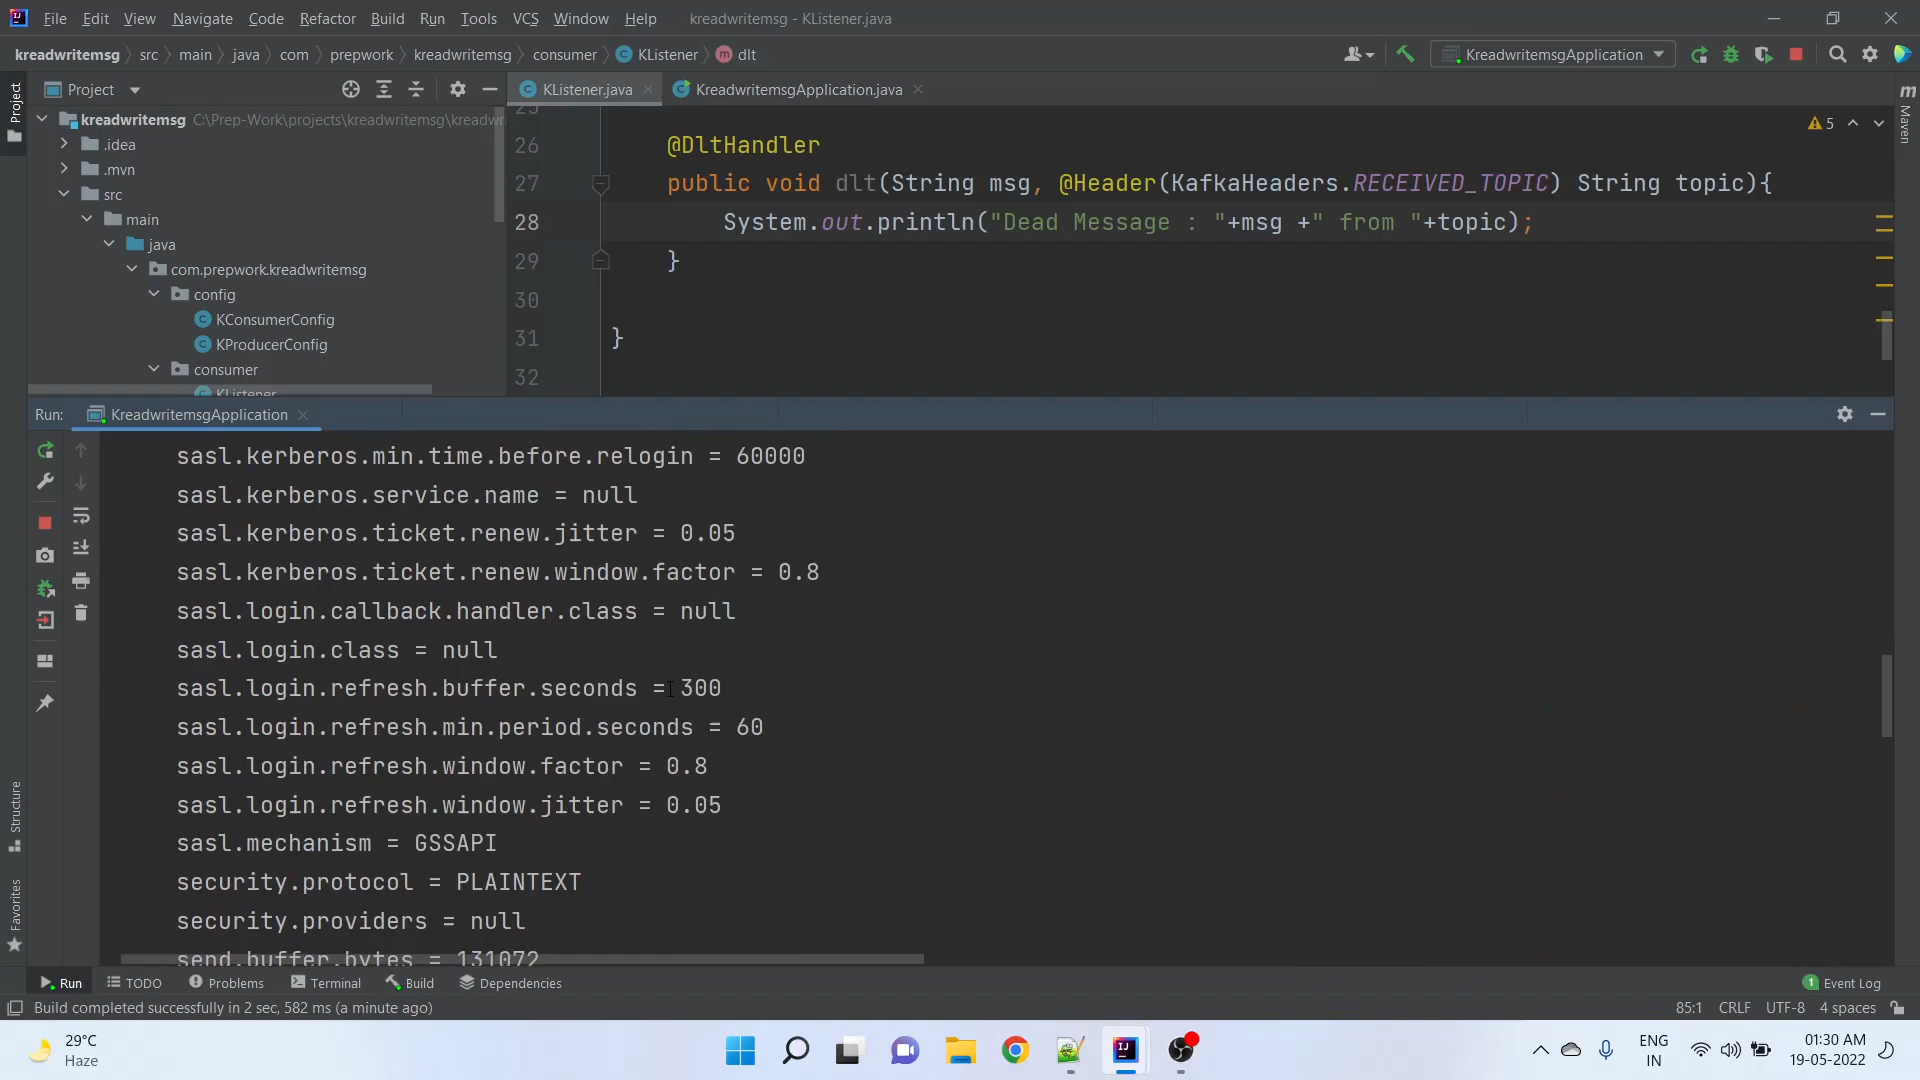 File Edit View Navigate Code Refactor Build Run Tools VCS Window Help kreadwritemsg - KListener.java
kreadwritemsg src main java com prepwork kreadwritemsg consumer KListener dlt KreadwritemsgApplication
Project
KListener.java KreadwritemsgApplication.java
Project
Maven
kreadwritemsg C:\Prep-Work\projects\kreadwritemsg\kreadwr
.idea
.mvn
src
main
java
com.prepwork.kreadwritemsg
config
KConsumerConfig
KProducerConfig
consumer
KListener
5
25
26 @DltHandler
27 public void dlt(String msg, @Header(KafkaHeaders.RECEIVED_TOPIC) String topic){
28 System.out.println("Dead Message : "+msg +" from "+topic);
29 }
30
31 }
32
Run: KreadwritemsgApplication
sasl.kerberos.min.time.before.relogin = 60000
sasl.kerberos.service.name = null
sasl.kerberos.ticket.renew.jitter = 0.05
sasl.kerberos.ticket.renew.window.factor = 0.8
sasl.login.callback.handler.class = null
sasl.login.class = null
sasl.login.refresh.buffer.seconds = 300
sasl.login.refresh.min.period.seconds = 60
sasl.login.refresh.window.factor = 0.8
sasl.login.refresh.window.jitter = 0.05
sasl.mechanism = GSSAPI
security.protocol = PLAINTEXT
security.providers = null
send.buffer.bytes = 131072
Structure
Favorites
Run TODO Problems Terminal Build Dependencies 1 Event Log
Build completed successfully in 2 sec, 582 ms (a minute ago) 85:1 CRLF UTF-8 4 spaces
29°C
Haze
ENG
IN
01:30 AM
19-05-2022